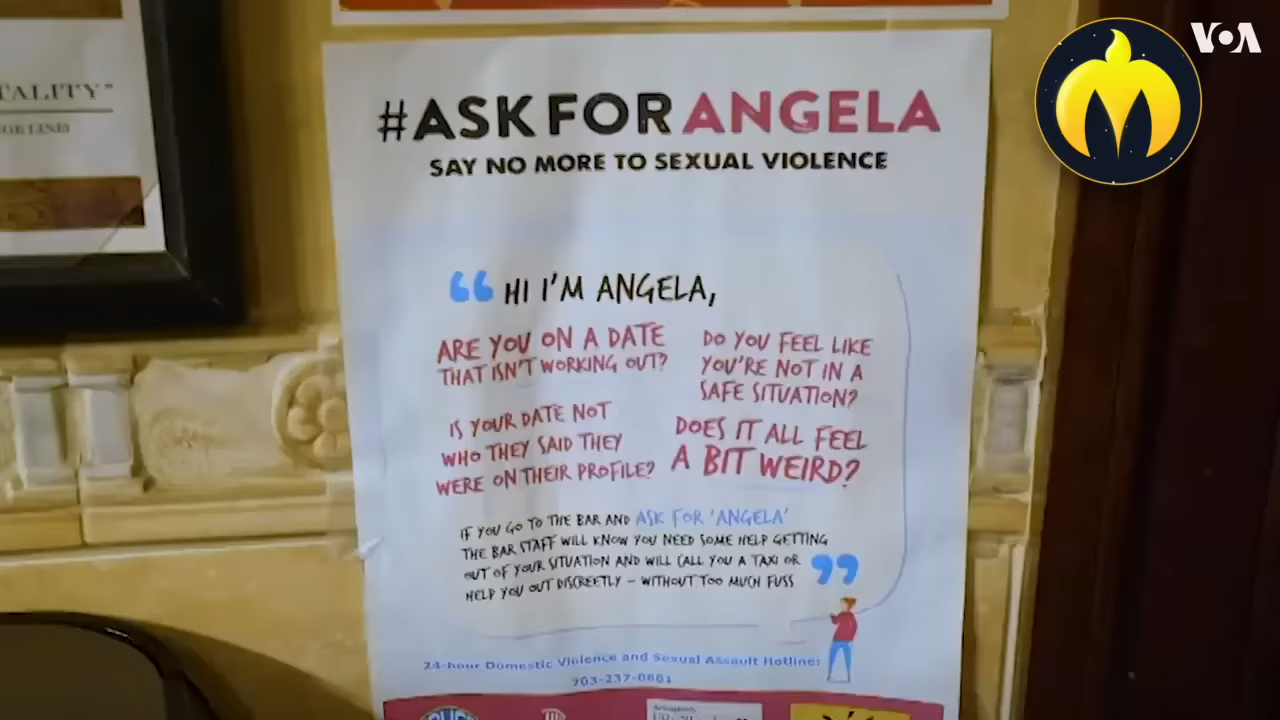 VOA
TALITY"
#ASK FOR ANGELA
SAY NO MORE TO SEXUAL VIOLENCE
“ HI I'M ANGELA,
ARE YOU ON A DATE
THAT ISN'T WORKING OUT?
DO YOU FEEL LIKE
YOU'RE NOT IN A
SAFE SITUATION?
IS YOUR DATE NOT
WHO THEY SAID THEY
WERE ON THEIR PROFILE?
DOES IT ALL FEEL
A BIT WEIRD?
IF YOU GO TO THE BAR AND ASK FOR 'ANGELA'
THE BAR STAFF WILL KNOW YOU NEED SOME HELP GETTING
OUT OF YOUR SITUATION AND WILL CALL YOU A TAXI OR
HELP YOU OUT DISCREETLY – WITHOUT TOO MUCH FUSS ”
24-hour Domestic Violence and Sexual Assault Hotline:
703-237-0881